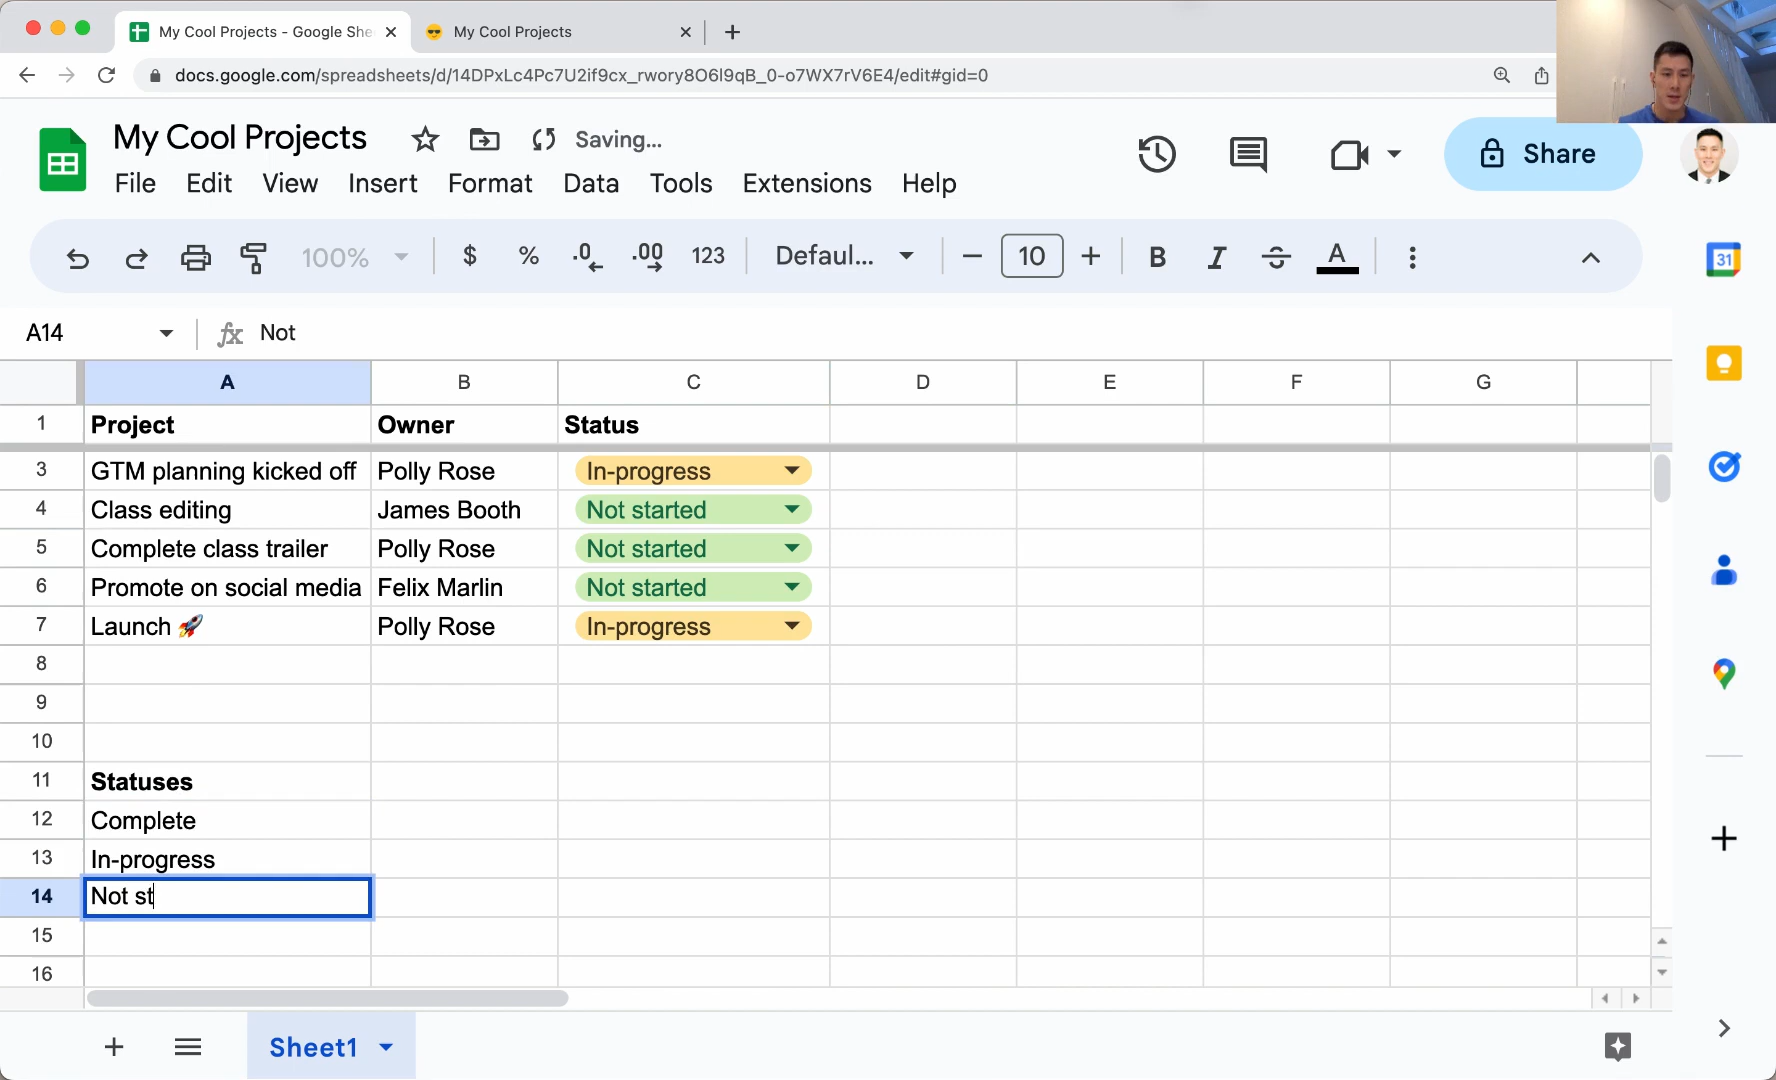 My Cool Projects - Google She
My Cool Projects
docs.google.com/spreadsheets/d/14DPxLc4Pc7U2if9cx_rwory8O6l9qB_0-o7WX7rV6E4/edit#gid=0
My Cool Projects Saving...
File Edit View Insert Format Data Tools Extensions Help
Share
100% $ % .0 .00 123 Defaul... 10 B I A
31
A14 Not
A B C D E F G
1 Project Owner Status
3 GTM planning kicked off Polly Rose In-progress
4 Class editing James Booth Not started
5 Complete class trailer Polly Rose Not started
6 Promote on social media Felix Marlin Not started
7 Launch 🚀 Polly Rose In-progress
8
9
10
11 Statuses
12 Complete
13 In-progress
14 Not st
15
16
Sheet1